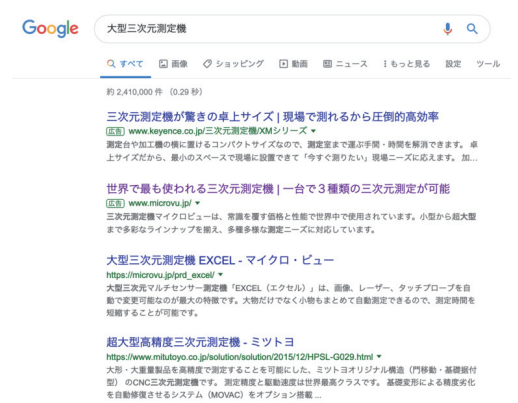 Google
大型三次元測定機
すべて 画像 ショッピング 動画 ニュース もっと見る 設定 ツール
約 2,410,000 件 （0.29 秒）
三次元測定機が驚きの卓上サイズ | 現場で測れるから圧倒的高効率
広告 www.keyence.co.jp/三次元測定機/XMシリーズ
測定台や加工機の横に置けるコンパクトサイズなので、測定室まで運ぶ手間・時間を解消できます。 卓
上サイズだから、最小のスペースで現場に設置できて「今すぐ測りたい」現場ニーズに応えます。 加...
世界で最も使われる三次元測定機 | 一台で３種類の三次元測定が可能
広告 www.microvu.jp/
三次元測定機マイクロビューは、常識を覆す価格と性能で世界中で使用されています。小型から超大型
まで多彩なラインナップを揃え、多種多様な測定ニーズに対応しています。
大型三次元測定機 EXCEL - マイクロ・ビュー
https://microvu.jp/prd_excel/
大型三次元マルチセンサー測定機「EXCEL（エクセル）」は、画像、レーザー、タッチプローブを自
動で変更可能なのが最大の特徴です。大物だけでなく小物もまとめて自動測定できるので、測定時間を
短縮することが可能です。
超大型高精度三次元測定機 - ミツトヨ
https://www.mitutoyo.co.jp/solution/solution/2015/12/HPSL-G029.html
大形・大重量製品を高精度で測定することを可能にした、ミツトヨオリジナル構造（門移動・基礎据付
型） のCNC三次元測定機です。 測定精度と駆動速度は世界最高クラスです。 基礎変形による精度劣化
を自動修復させるシステム（MOVAC）をオプション搭載 ...